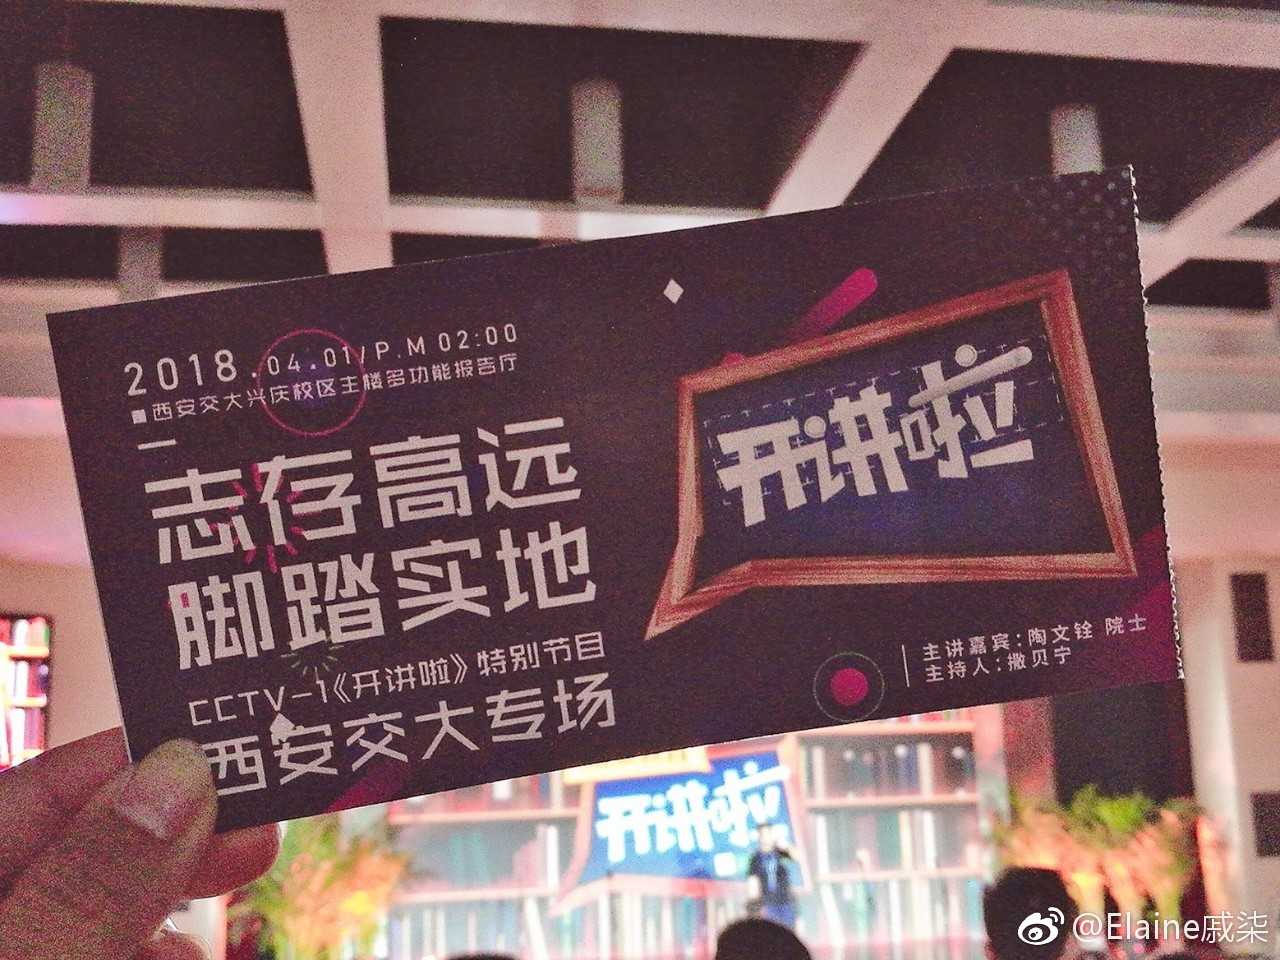 2018.04.01/P.M 02:00
西安交大兴庆校区主楼多功能报告厅
志存高远
脚踏实地
CCTV-1《开讲啦》特别节目
西安交大专场
开讲啦
主讲嘉宾:陶文铨 院士
主持人:撒贝宁
开讲啦
@Elaine戚柒